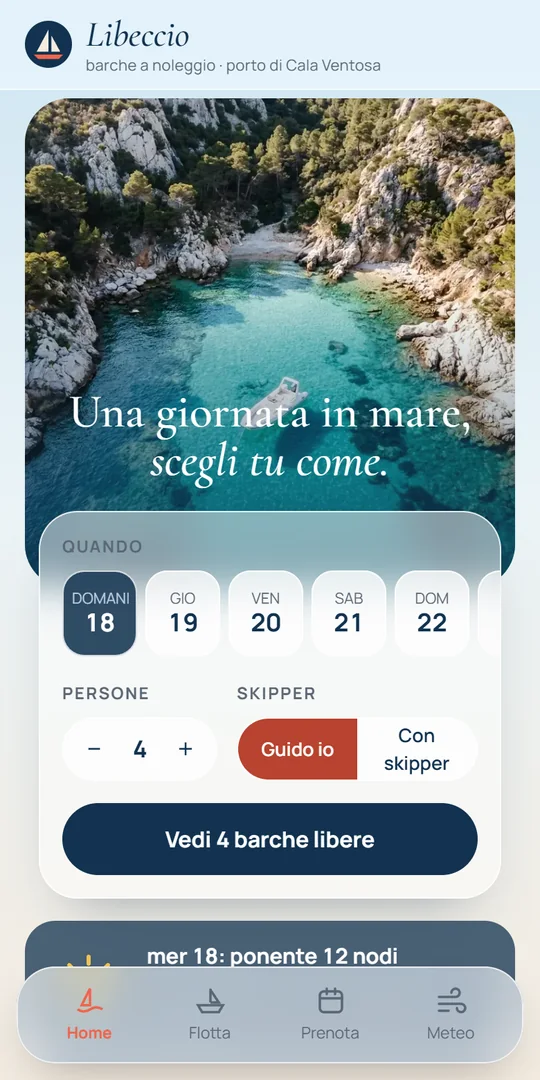 Libeccio
barche a noleggio · porto di Cala Ventosa
Una giornata in mare,
scegli tu come.
QUANDO
DOMANI
18
GIO
19
VEN
20
SAB
21
DOM
22
PERSONE
SKIPPER
− 4 +
Guido io
Con
skipper
Vedi 4 barche libere
mer 18: ponente 12 nodi
Home
Flotta
Prenota
Meteo